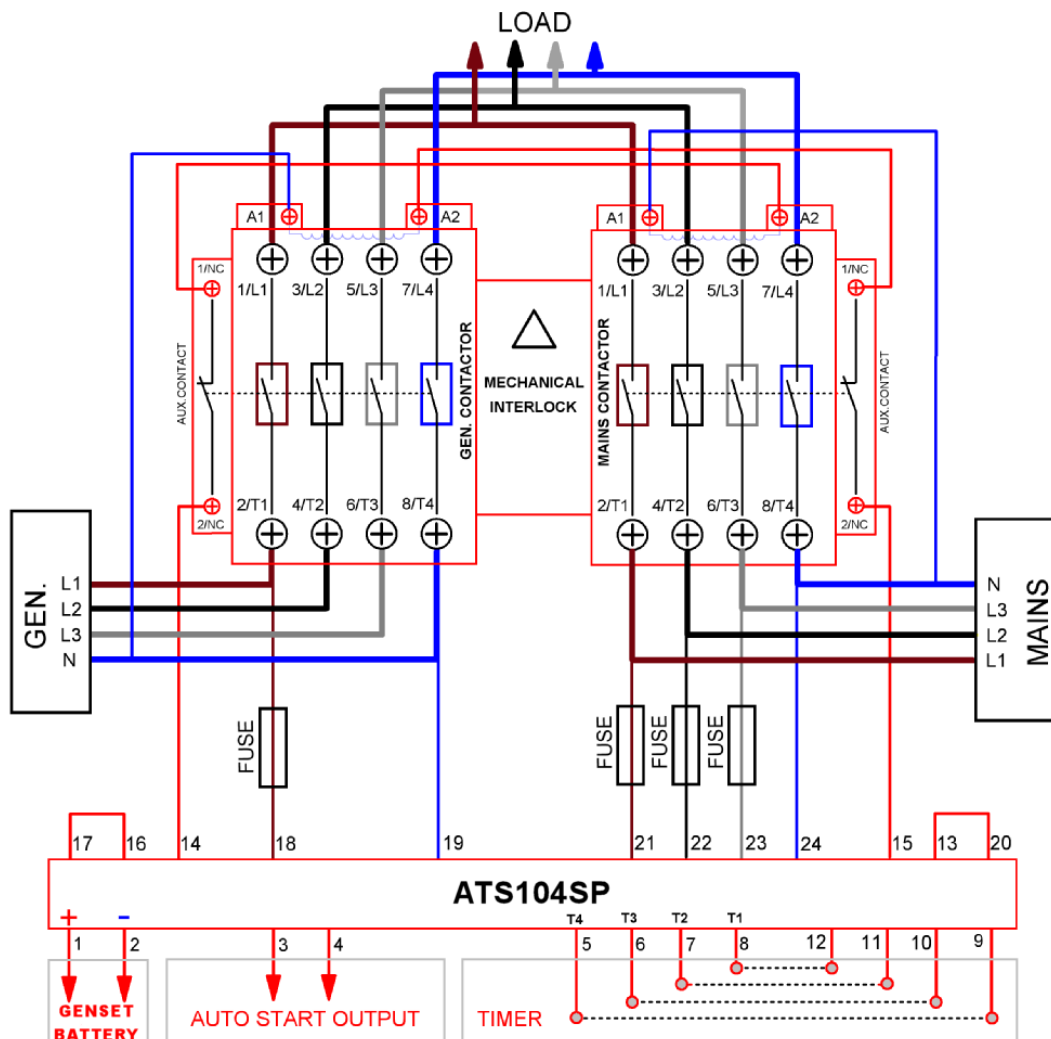 LOAD
A1
A2
A1
A2
1/NC
1/L1
3/L2
5/L3
7/L4
1/L1
3/L2
5/L3
7/L4
1/NC
AUX.CONTACT
GEN. CONTACTOR
MECHANICAL
INTERLOCK
MAINS CONTACTOR
AUX.CONTACT
2/NC
2/T1
4/T2
6/T3
8/T4
2/T1
4/T2
6/T3
8/T4
2/NC
GEN.
L1
L2
L3
N
N
L3
L2
L1
MAINS
FUSE
FUSE
FUSE
FUSE
17
16
14
18
19
21
22
23
24
15
13
20
ATS104SP
+
-
T4
T3
T2
T1
1
2
3
4
5
6
7
8
12
11
10
9
GENSET
BATTERY
AUTO START OUTPUT
TIMER